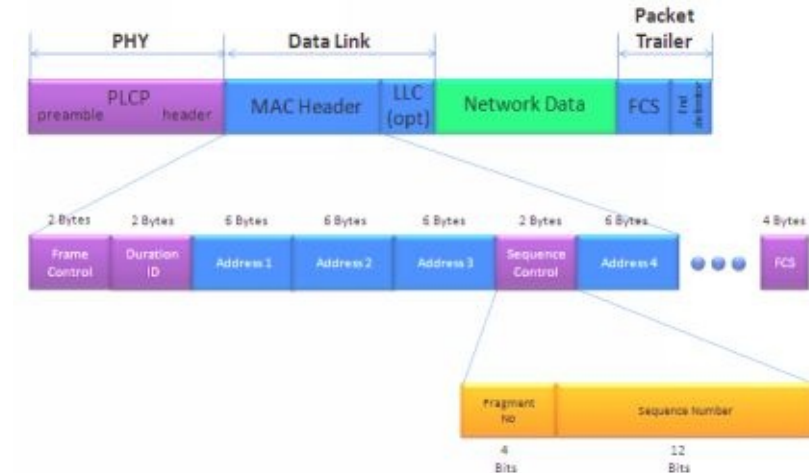 PHY
Data Link
Packet
Trailer
PLCP
preamble header
MAC Header
LLC
(opt)
Network Data
FCS
End
delimiter
2 Bytes
2 Bytes
6 Bytes
6 Bytes
6 Bytes
2 Bytes
6 Bytes
4 Bytes
Frame
Control
Duration
ID
Address 1
Address 2
Address 3
Sequence
Control
Address 4
FCS
Fragment
No
Sequence Number
4
Bits
12
Bits